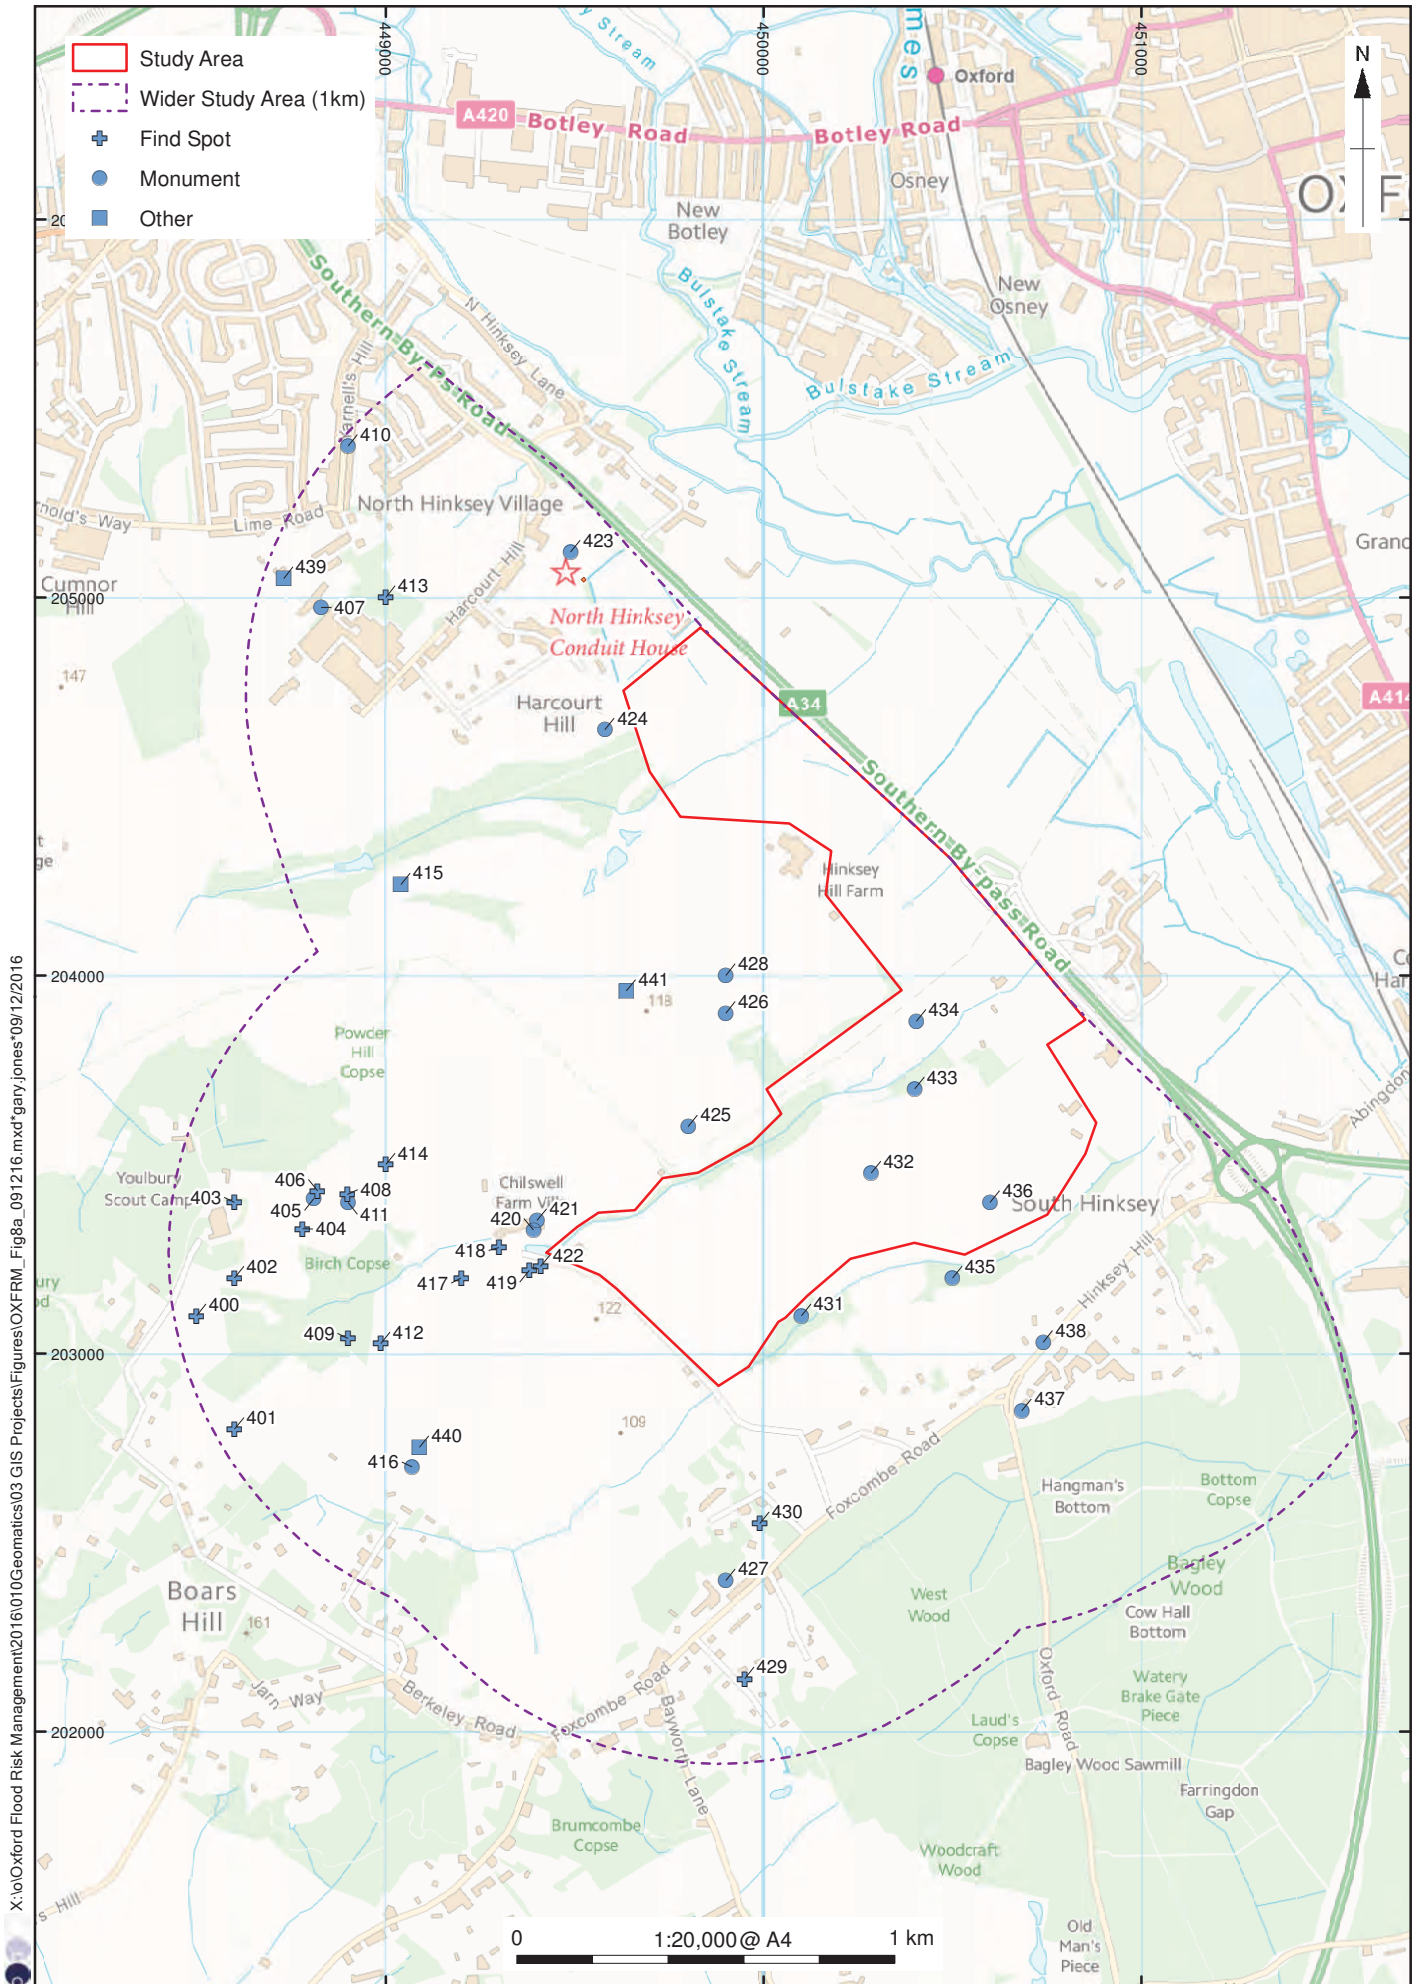 Study Area
Wider Study Area (1km)
Find Spot
Monument
Other
449000
450000
451000
N
Oxford
A420
Botley Road
Botley Road
Osney
New
Botley
New
Osney
Bulstake Stream
Bulstake Stream
Southern By-Pass Road
N Hinksey Lane
410
North Hinksey Village
Lime Road
Harcourt Hill
423
439
413
407
205000
Cumnor
Hill
North Hinksey
Conduit House
147
Harcourt
Hill
424
A34
Southern By-pass Road
Hinksey
Hill Farm
415
204000
441
118
428
426
434
433
Powder
Hill
Copse
425
432
436
South Hinksey
414
Youlbury
Scout Camp
403
406
405
408
411
404
Chilswell
420
421
418
422
419
417
402
Birch Copse
400
409
412
122
435
431
Hinksey Hill
438
203000
437
401
109
440
416
Foxcombe Road
Hangman's
Bottom
Bottom
Copse
430
427
Bagley
Wood
West
Wood
Cow Hall
Bottom
Boars
Hill
161
429
Jarn Way
Berkeley Road
Foxcombe Road
Bayworth Lane
Oxford Road
Watery
Brake Gate
Piece
Laud's
Copse
202000
Bagley Wood Sawmill
Farringdon
Gap
Brumcombe
Copse
Woodcraft
Wood
Old
Man's
Piece
0 1:20,000@ A4 1 km
X:\o\Oxford Flood Risk Management\2016\010Geomatics\03 GIS Projects\Figures\OXFRM_Fig8a_091216.mxd*gary.jones*09/12/2016